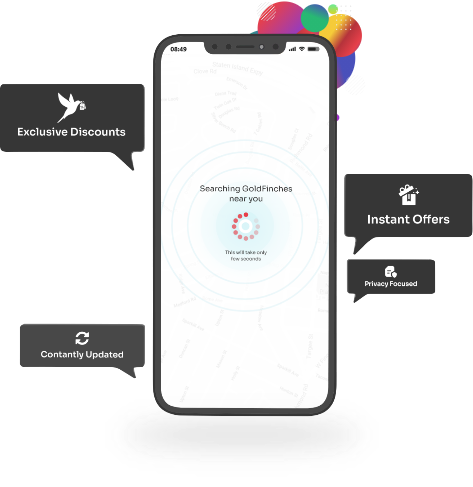 08:49
Exclusive Discounts
Searching GoldFinches
near you
Instant Offers
This will take only
few seconds
Privacy Focused
Contantly Updated